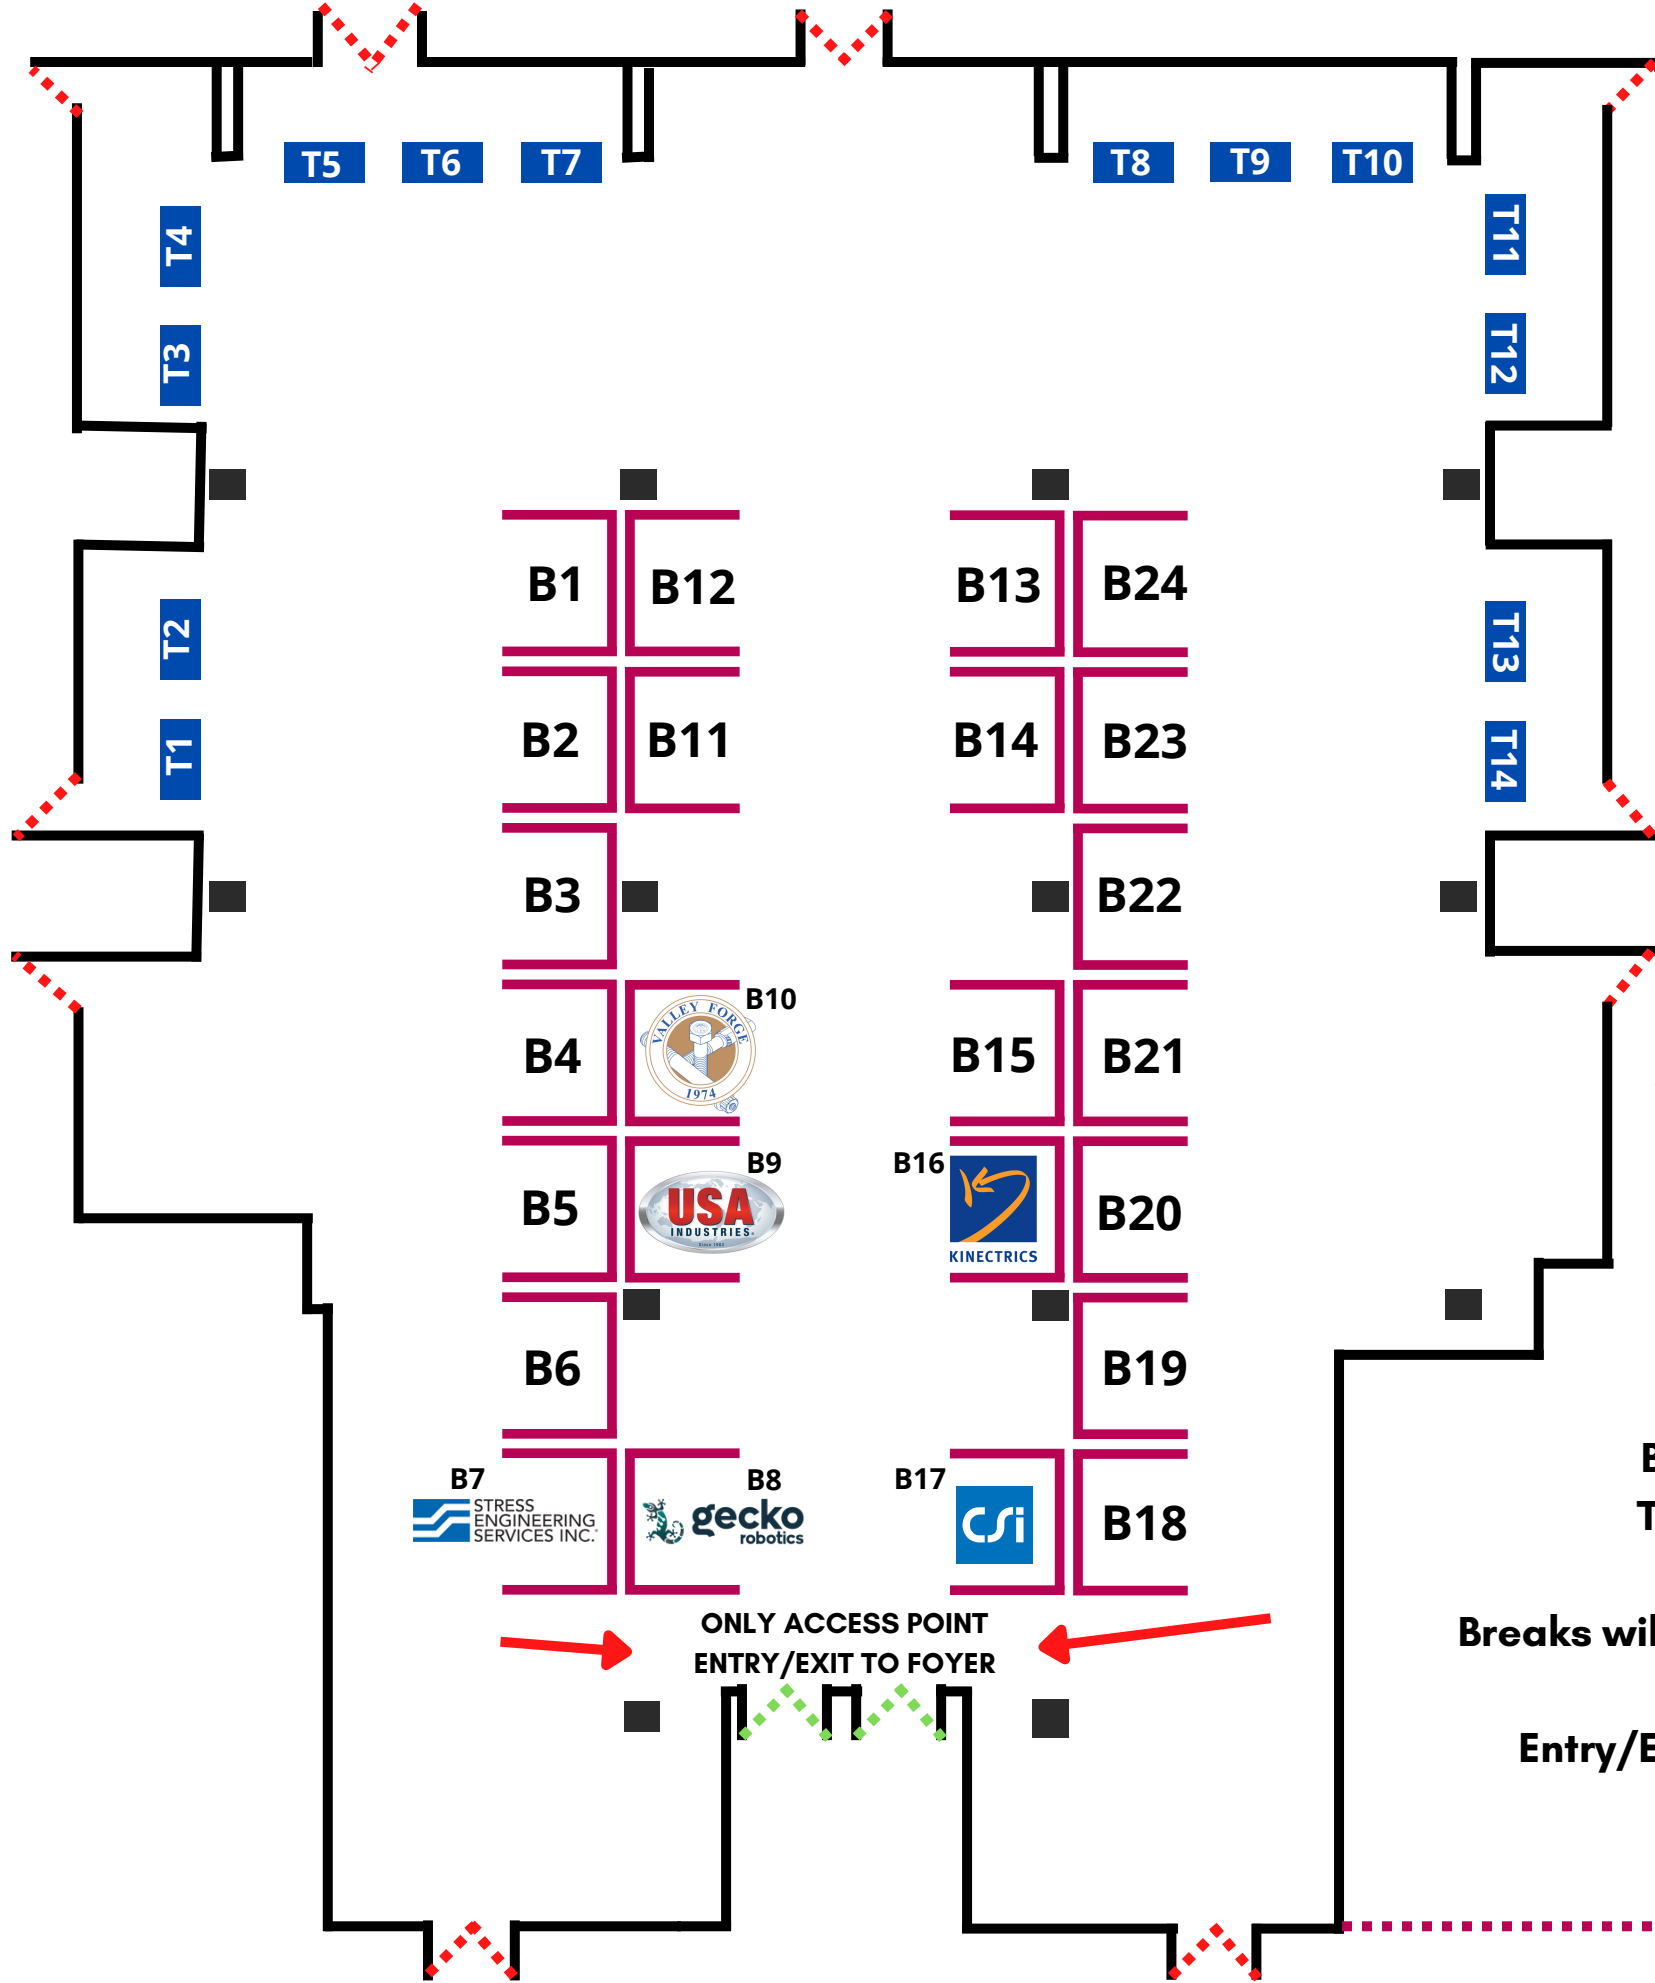 T5
T6
T7
T8
T9
T10
T4
T11
T3
T12
B1
B12
B13
B24
T2
T13
B2
B11
B14
B23
T1
T14
B3
B22
B10
VALLEY FORGE
1974
B4
B15
B21
B9
USA
INDUSTRIES
Since 1982
B16
KINECTRICS
B5
B20
B6
B19
B7
STRESS
ENGINEERING
SERVICES INC.
B8
gecko
robotics
B17
CSi
B18
B
T
ONLY ACCESS POINT
ENTRY/EXIT TO FOYER
Breaks wil
Entry/E